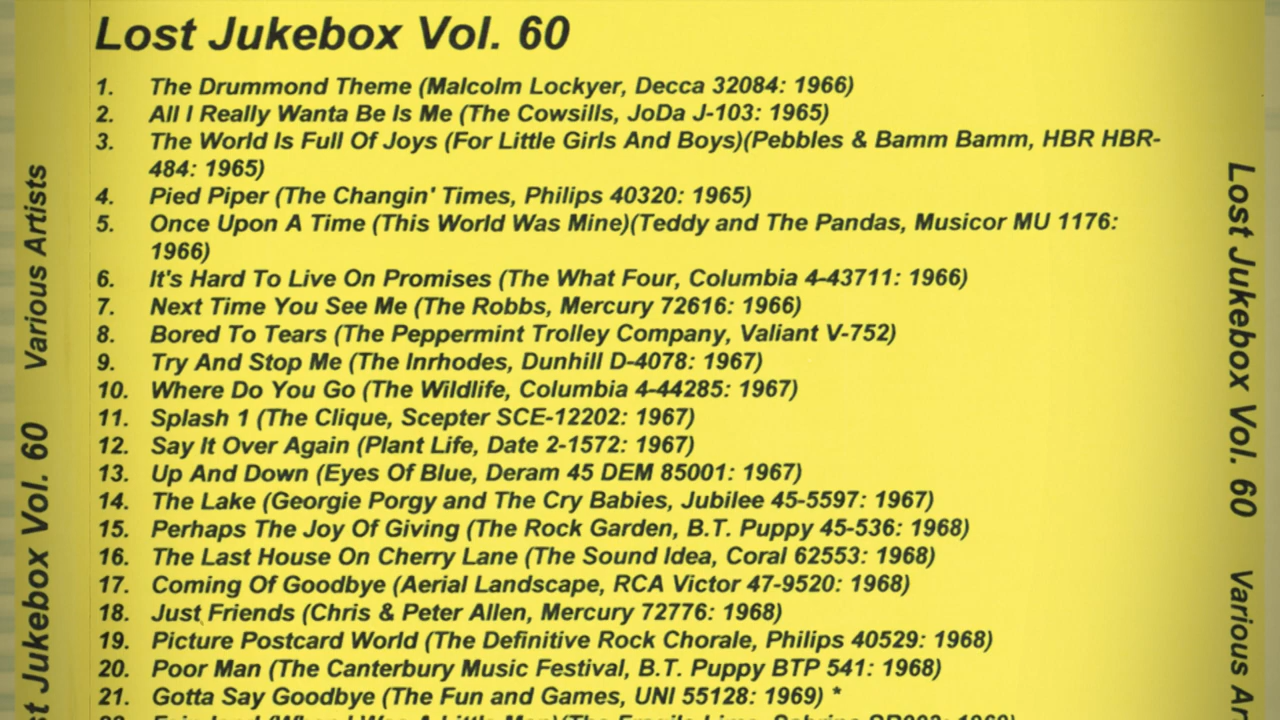 Lost Jukebox Vol. 60
1. The Drummond Theme (Malcolm Lockyer, Decca 32084: 1966)
2. All I Really Wanta Be Is Me (The Cowsills, JoDa J-103: 1965)
3. The World Is Full Of Joys (For Little Girls And Boys)(Pebbles & Bamm Bamm, HBR HBR-
484: 1965)
4. Pied Piper (The Changin' Times, Philips 40320: 1965)
5. Once Upon A Time (This World Was Mine)(Teddy and The Pandas, Musicor MU 1176:
1966)
6. It's Hard To Live On Promises (The What Four, Columbia 4-43711: 1966)
7. Next Time You See Me (The Robbs, Mercury 72616: 1966)
8. Bored To Tears (The Peppermint Trolley Company, Valiant V-752)
9. Try And Stop Me (The Inrhodes, Dunhill D-4078: 1967)
10. Where Do You Go (The Wildlife, Columbia 4-44285: 1967)
11. Splash 1 (The Clique, Scepter SCE-12202: 1967)
12. Say It Over Again (Plant Life, Date 2-1572: 1967)
13. Up And Down (Eyes Of Blue, Deram 45 DEM 85001: 1967)
14. The Lake (Georgie Porgy and The Cry Babies, Jubilee 45-5597: 1967)
15. Perhaps The Joy Of Giving (The Rock Garden, B.T. Puppy 45-536: 1968)
16. The Last House On Cherry Lane (The Sound Idea, Coral 62553: 1968)
17. Coming Of Goodbye (Aerial Landscape, RCA Victor 47-9520: 1968)
18. Just Friends (Chris & Peter Allen, Mercury 72776: 1968)
19. Picture Postcard World (The Definitive Rock Chorale, Philips 40529: 1968)
20. Poor Man (The Canterbury Music Festival, B.T. Puppy BTP 541: 1968)
21. Gotta Say Goodbye (The Fun and Games, UNI 55128: 1969) *
st Jukebox Vol. 60 Various Artists
Lost Jukebox Vol. 60 Various Ar